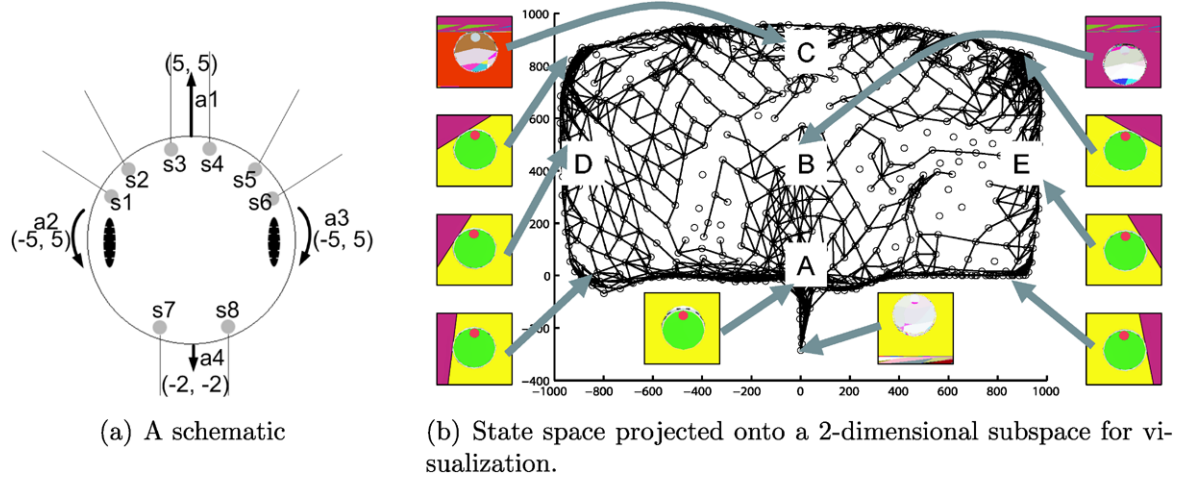 (5, 5)
a1
s3 s4
s2 s5
s1 s6
a2
(-5, 5)
a3
(-5, 5)
s7 s8
a4
(-2, -2)
(a) A schematic
1000
800
600
400
200
0
−200
−400
−1000 −800 −600 −400 −200 0 200 400 600 800 1000
C
D B E
A
(b) State space projected onto a 2-dimensional subspace for vi-
sualization.